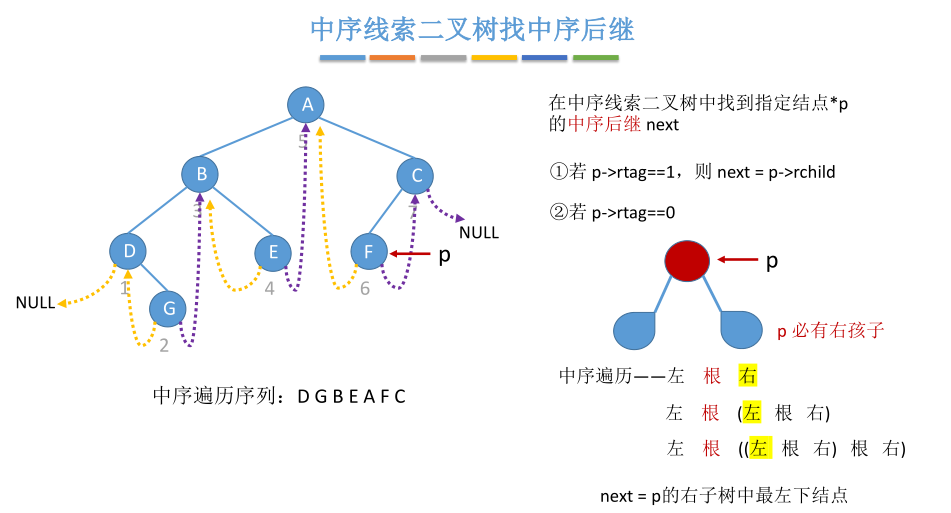 中序线索二叉树找中序后继
A
5
B
3
C
7
D
1
E
4
F
6
p
G
2
NULL
NULL
中序遍历序列：D G B E A F C
在中序线索二叉树中找到指定结点*p
的中序后继 next
①若 p->rtag==1，则 next = p->rchild
②若 p->rtag==0
p
p 必有右孩子
中序遍历——左 根 右
左 根 (左 根 右)
左 根 ((左 根 右) 根 右)
next = p的右子树中最左下结点